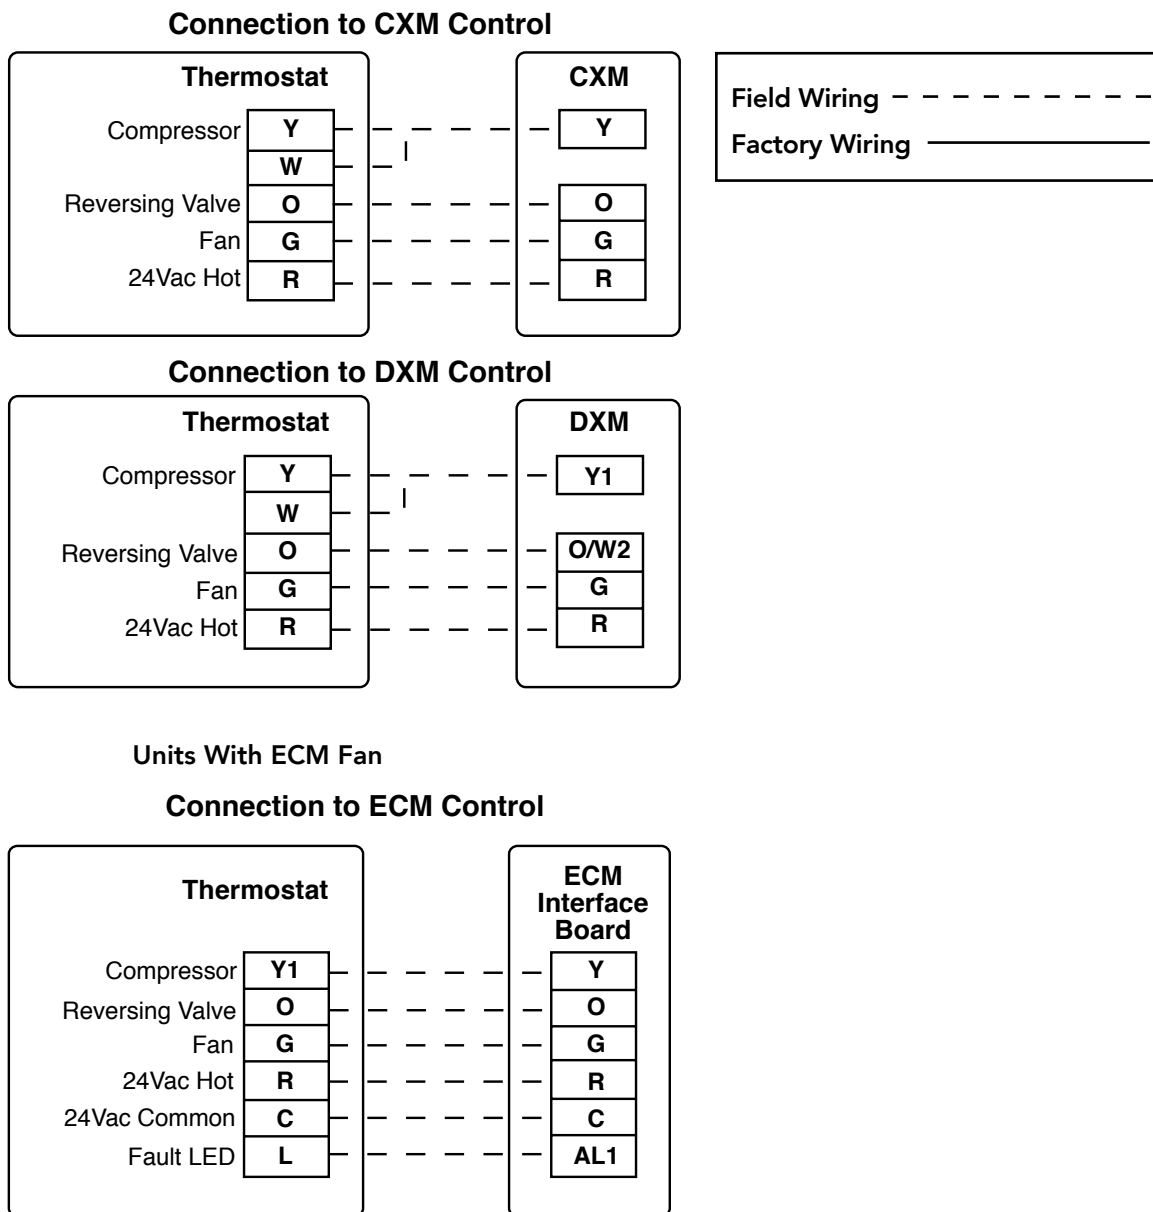 Connection to CXM Control
Thermostat
CXM
Field Wiring
Factory Wiring
Compressor Y Y
W
Reversing Valve O O
Fan G G
24Vac Hot R R
Connection to DXM Control
Thermostat
DXM
Compressor Y Y1
W
Reversing Valve O O/W2
Fan G G
24Vac Hot R R
Units With ECM Fan
Connection to ECM Control
Thermostat
ECM
Interface
Board
Compressor Y1 Y
Reversing Valve O O
Fan G G
24Vac Hot R R
24Vac Common C C
Fault LED L AL1